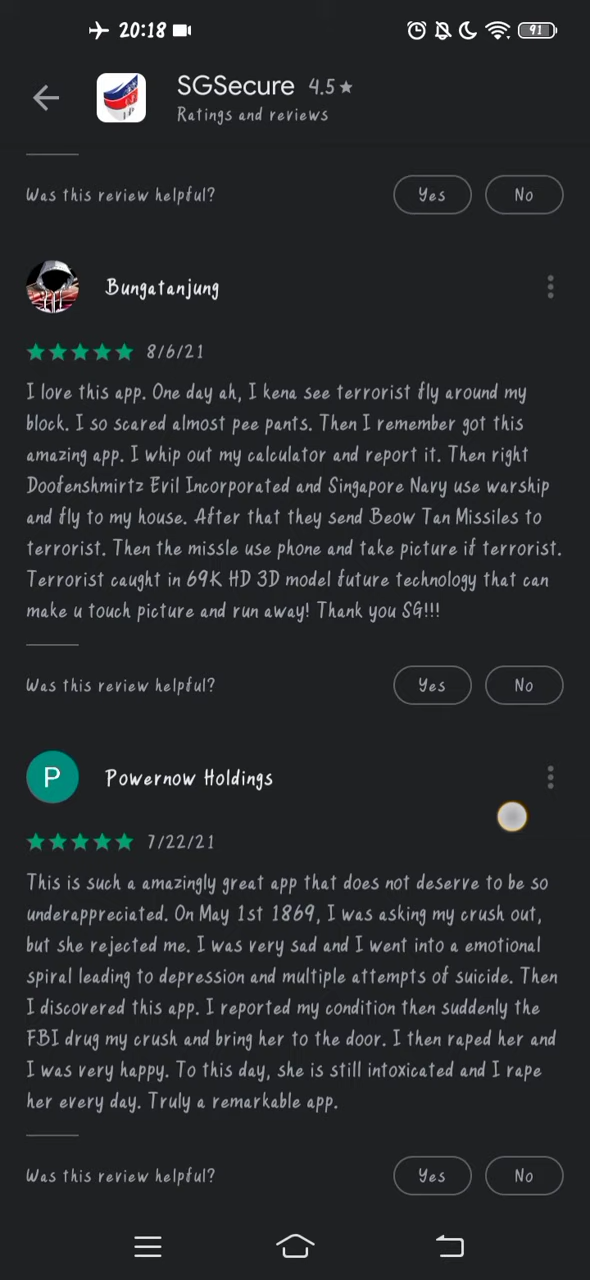 20:18
91
SGSecure 4.5★
Ratings and reviews
Was this review helpful? Yes No
Bungatanjung
8/6/21
I love this app. One day ah, I kena see terrorist fly around my
block. I so scared almost pee pants. Then I remember got this
amazing app. I whip out my calculator and report it. Then right
Doofenshmirtz Evil Incorporated and Singapore Navy use warship
and fly to my house. After that they send Beow Tan Missiles to
terrorist. Then the missle use phone and take picture if terrorist.
Terrorist caught in 69K HD 3D model future technology that can
make u touch picture and run away! Thank you SG!!!
Was this review helpful? Yes No
P Powernow Holdings
7/22/21
This is such a amazingly great app that does not deserve to be so
underappreciated. On May 1st 1869, I was asking my crush out,
but she rejected me. I was very sad and I went into a emotional
spiral leading to depression and multiple attempts of suicide. Then
I discovered this app. I reported my condition then suddenly the
FBI drug my crush and bring her to the door. I then raped her and
I was very happy. To this day, she is still intoxicated and I rape
her every day. Truly a remarkable app.
Was this review helpful? Yes No